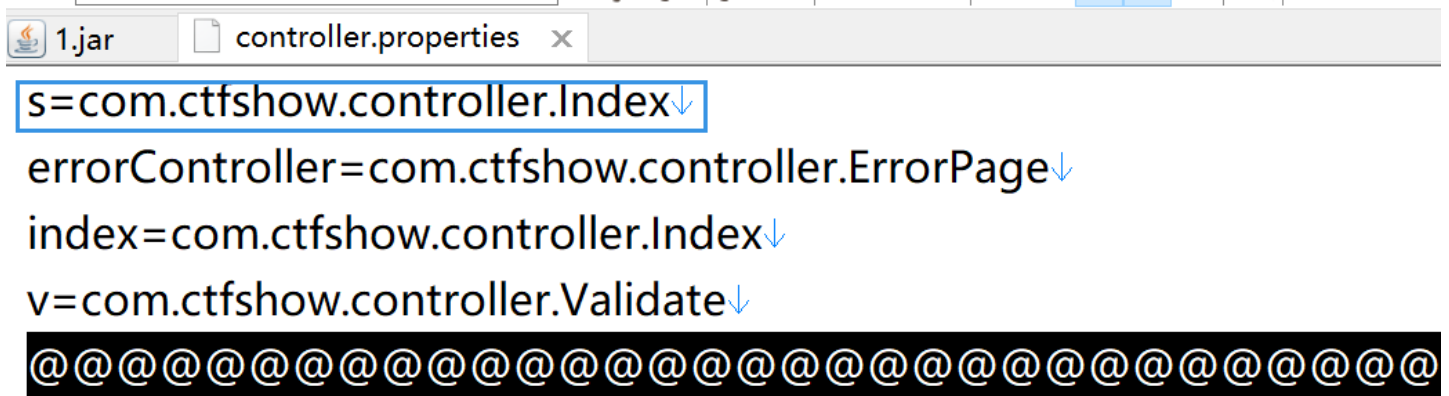 1.jar controller.properties ×
s=com.ctfshow.controller.Index↓
errorController=com.ctfshow.controller.ErrorPage↓
index=com.ctfshow.controller.Index↓
v=com.ctfshow.controller.Validate↓
@@@@@@@@@@@@@@@@@@@@@@@@@@@@@@@@